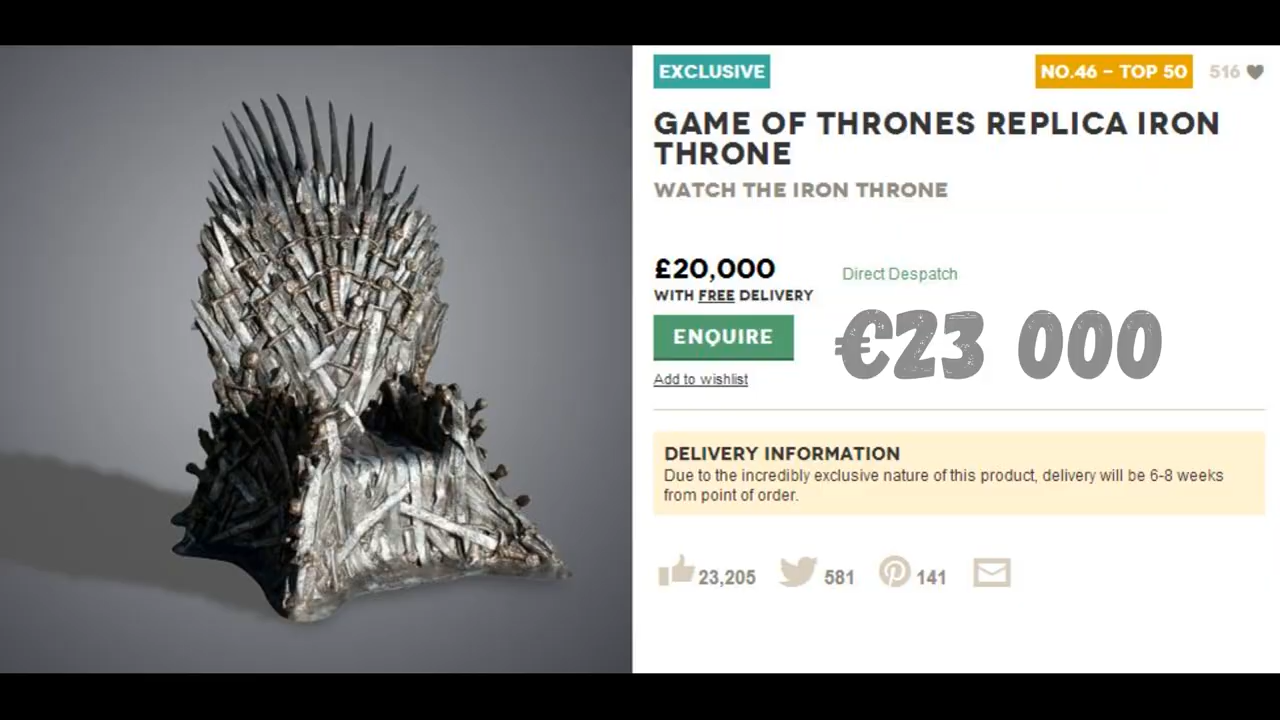 EXCLUSIVE
NO.46 – TOP 50
516
GAME OF THRONES REPLICA IRON
THRONE
WATCH THE IRON THRONE
£20,000
Direct Despatch
WITH FREE DELIVERY
ENQUIRE
€23 000
Add to wishlist
DELIVERY INFORMATION
Due to the incredibly exclusive nature of this product, delivery will be 6-8 weeks
from point of order.
23,205
581
141